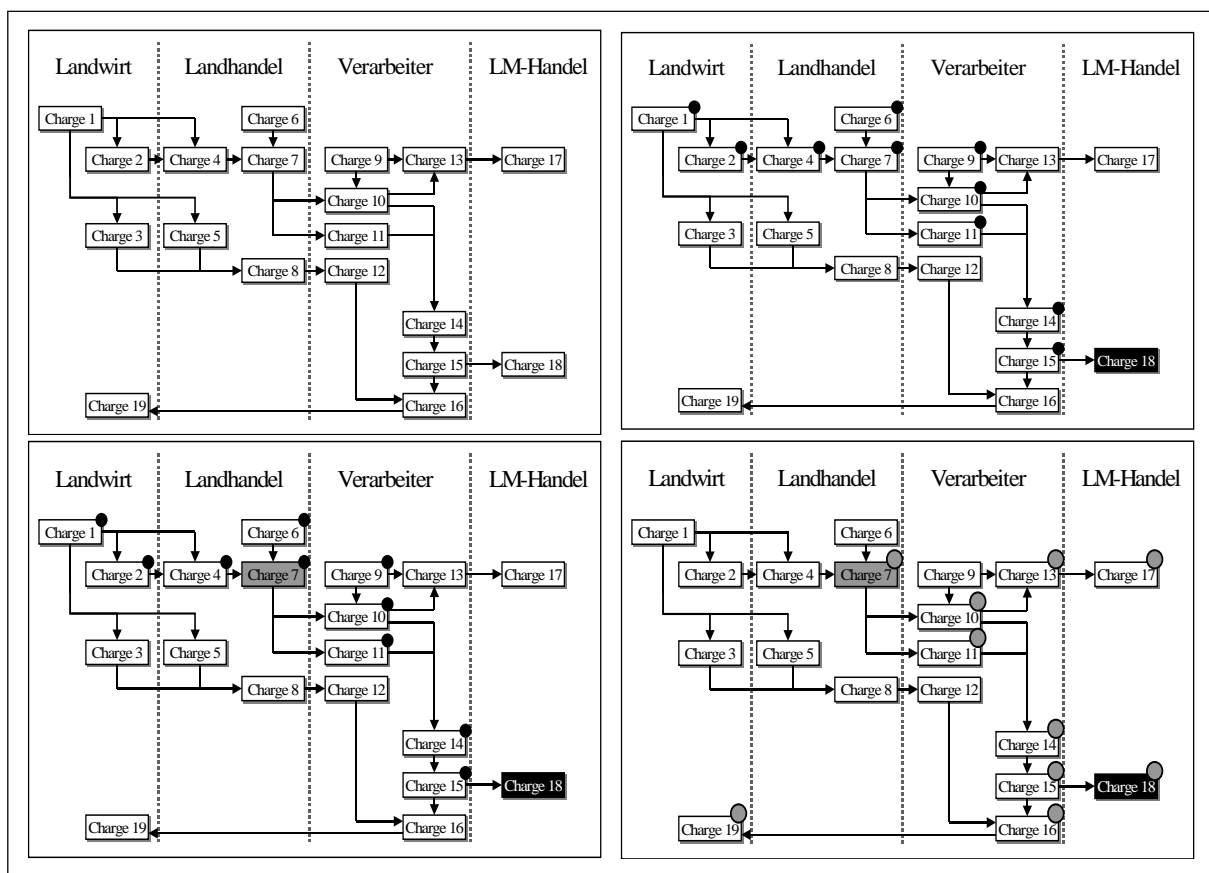 Landwirt Landhandel Verarbeiter LM-Handel
Charge 1 Charge 6
Charge 2 Charge 4 Charge 7 Charge 9 Charge 13 Charge 17
Charge 10
Charge 3 Charge 5 Charge 11
Charge 8 Charge 12
Charge 14
Charge 15 Charge 18
Charge 19 Charge 16
Landwirt Landhandel Verarbeiter LM-Handel
Charge 1 Charge 6
Charge 2 Charge 4 Charge 7 Charge 9 Charge 13 Charge 17
Charge 10
Charge 3 Charge 5 Charge 11
Charge 8 Charge 12
Charge 14
Charge 15 Charge 18
Charge 19 Charge 16
Landwirt Landhandel Verarbeiter LM-Handel
Charge 1 Charge 6
Charge 2 Charge 4 Charge 7 Charge 9 Charge 13 Charge 17
Charge 10
Charge 3 Charge 5 Charge 11
Charge 8 Charge 12
Charge 14
Charge 15 Charge 18
Charge 19 Charge 16
Landwirt Landhandel Verarbeiter LM-Handel
Charge 1 Charge 6
Charge 2 Charge 4 Charge 7 Charge 9 Charge 13 Charge 17
Charge 10
Charge 3 Charge 5 Charge 11
Charge 8 Charge 12
Charge 14
Charge 15 Charge 18
Charge 19 Charge 16